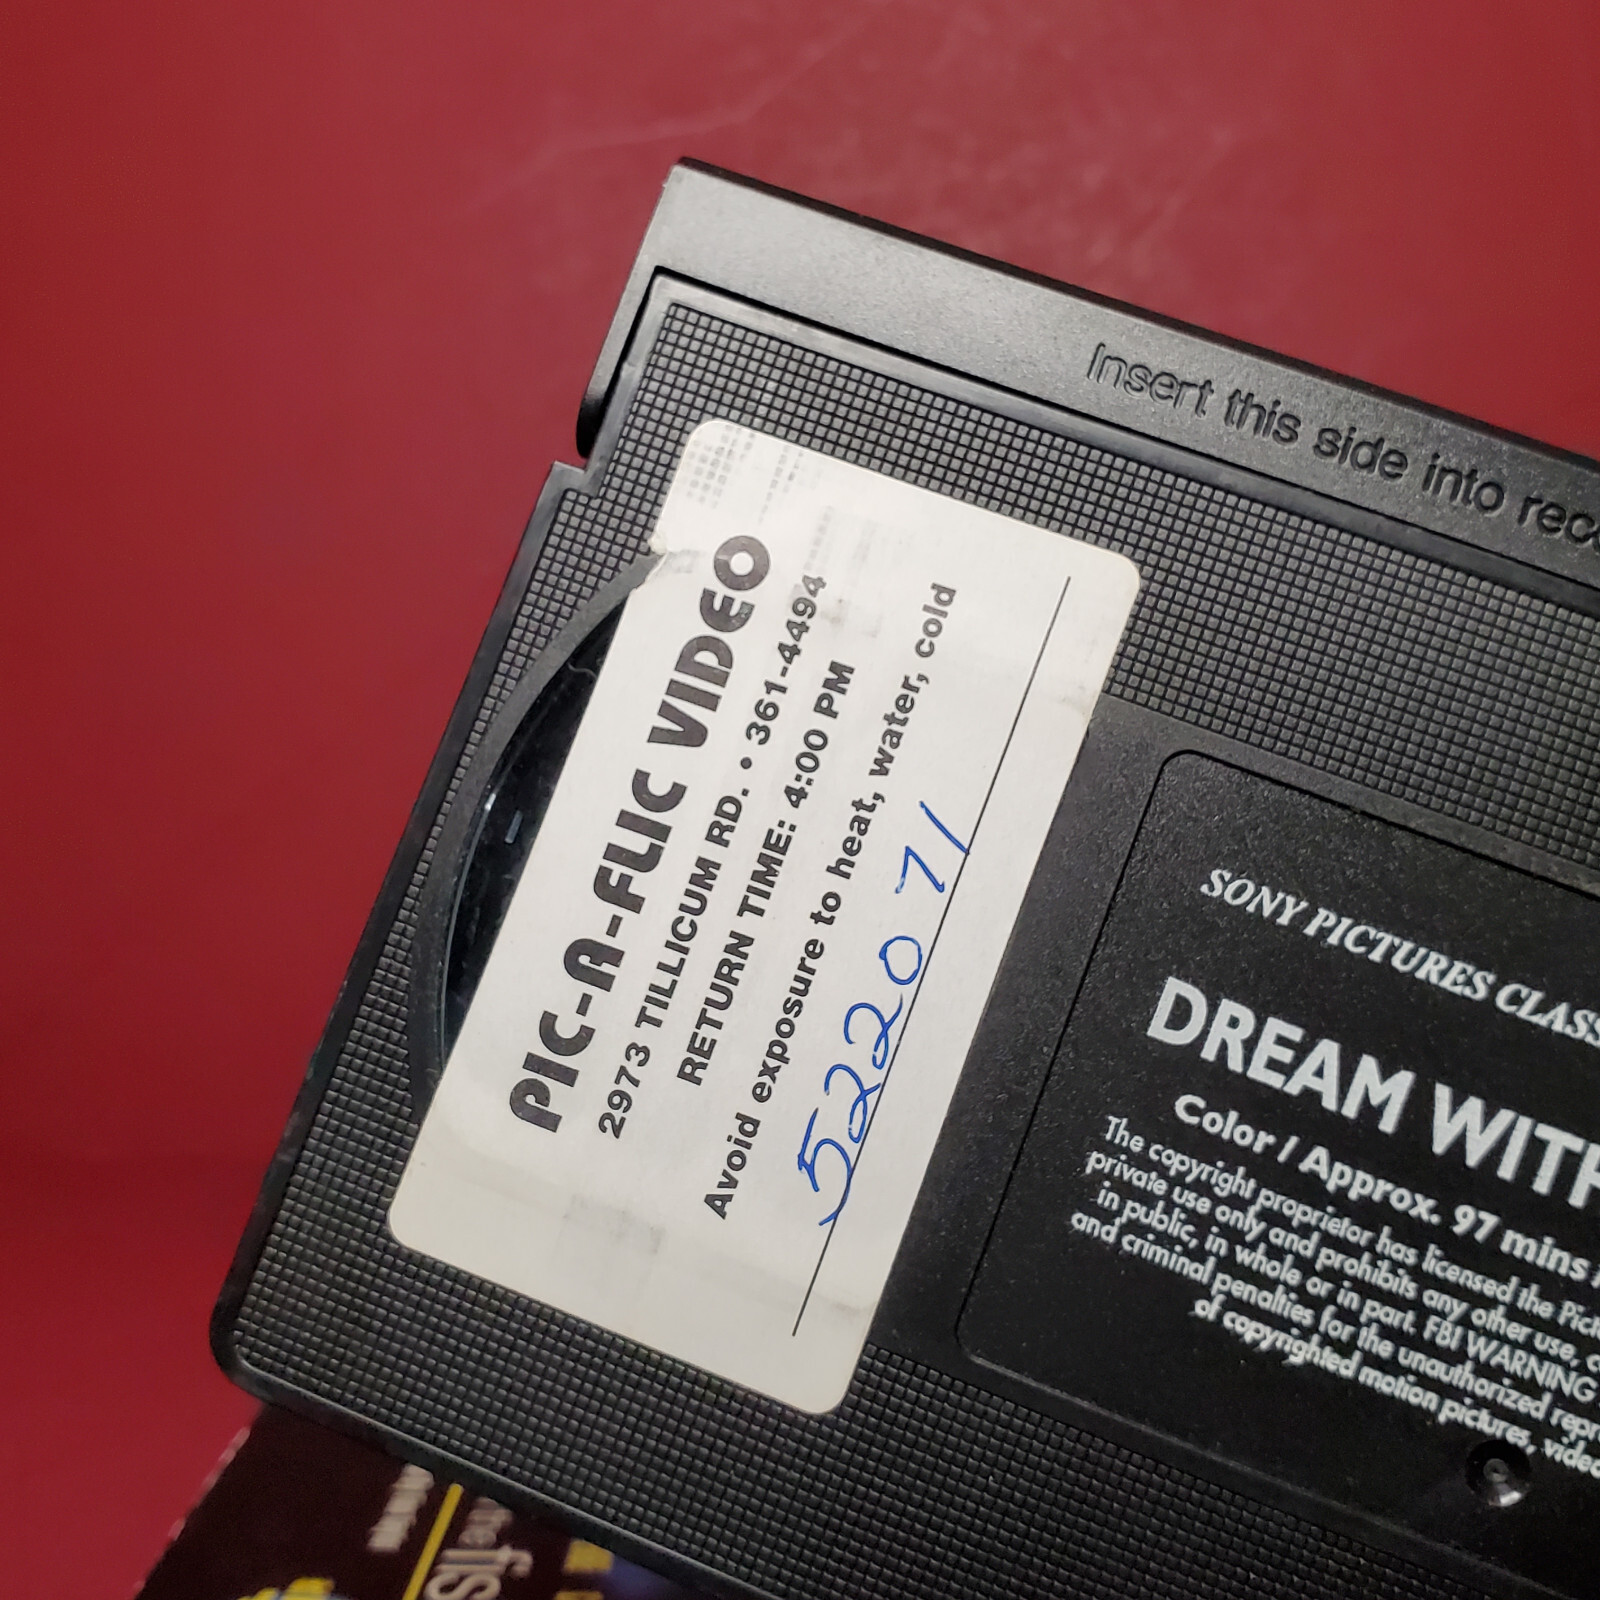 Insert this side into rec
PIC-A-FLIC VIDEO
2973 TILLICUM RD. • 361-4494
RETURN TIME: 4:00 PM
Avoid exposure to heat, water, cold
522071
SONY PICTURES CLASS
DREAM WITH
Color / Approx. 97 mins
The copyright proprietor has licensed the
private use only and prohibits any other use,
in public, in whole or in part. FBI WARNING
and criminal penalties for the unauthorized
of copyrighted motion pictures,